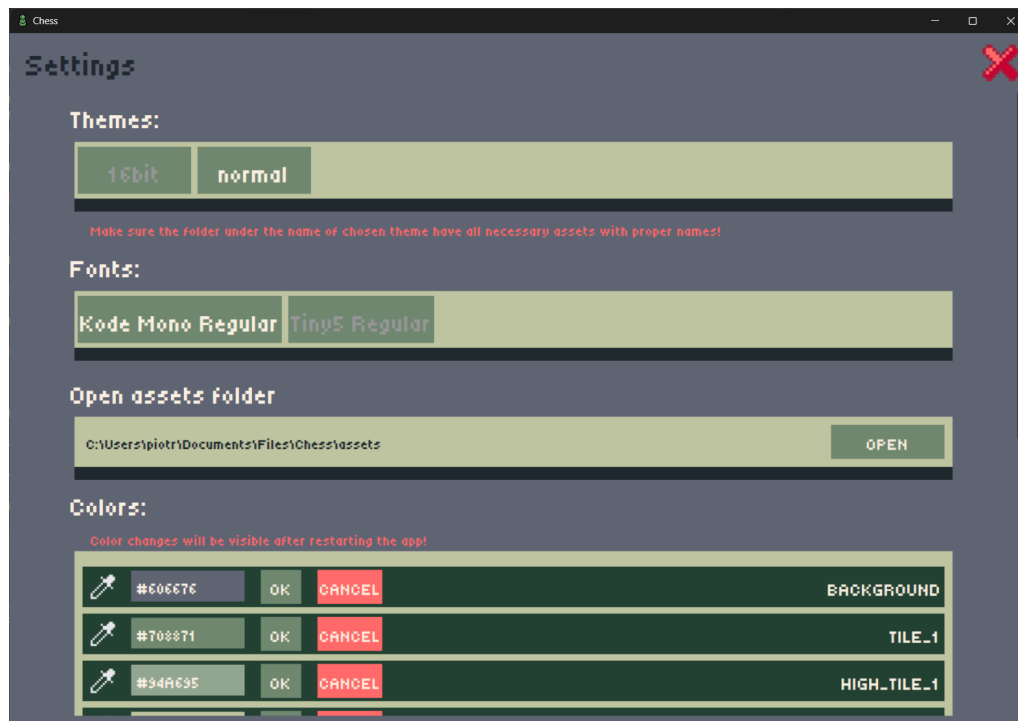 Chess
Settings
Themes:
16bit normal
Make sure the folder under the name of chosen theme have all necessary assets with proper names!
Fonts:
Kode Mono Regular Tiny5 Regular
Open assets folder
C:\Users\piotr\Documents\Files\Chess\assets OPEN
Colors:
Color changes will be visible after restarting the app!
#606676 OK CANCEL BACKGROUND
#708871 OK CANCEL TILE_1
#94A695 OK CANCEL HIGH_TILE_1